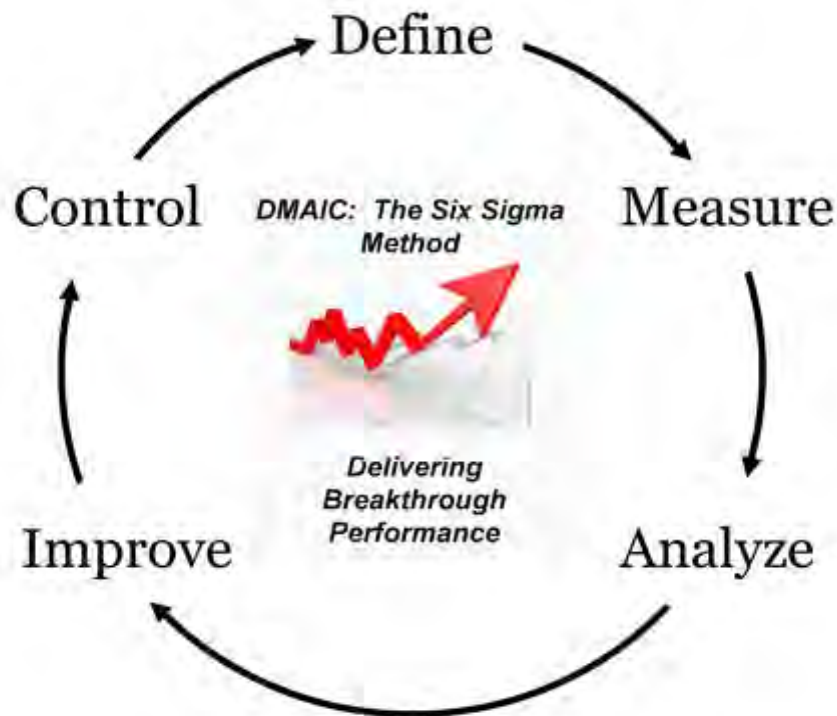 Define
Measure
Analyze
Improve
Control
DMAIC: The Six Sigma
Method
Delivering
Breakthrough
Performance